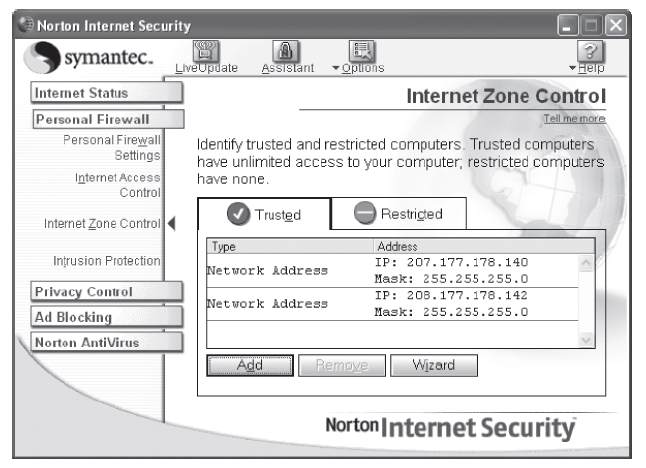 Norton Internet Security
symantec.
LiveUpdate Assistant Options Help
Internet Status
Personal Firewall
Personal Firewall
Settings
Internet Access
Control
Internet Zone Control
Intrusion Protection
Privacy Control
Ad Blocking
Norton AntiVirus
Internet Zone Control
Tell me more
Identify trusted and restricted computers. Trusted computers
have unlimited access to your computer; restricted computers
have none.
Trusted Restricted
Type Address
Network Address IP: 207.177.178.140
Mask: 255.255.255.0
Network Address IP: 208.177.178.142
Mask: 255.255.255.0
Add Remove Wizard
Norton Internet Security